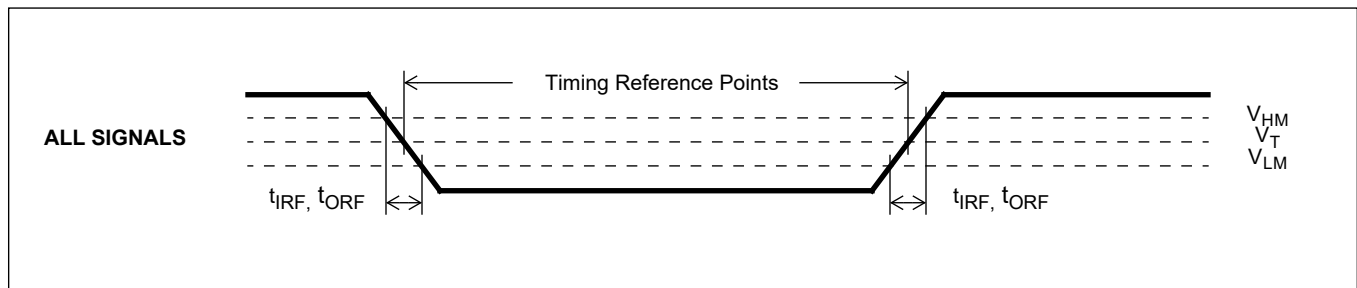 Timing Reference Points
V_HM
ALL SIGNALS
V_T
V_LM
t_IRF, t_ORF
t_IRF, t_ORF